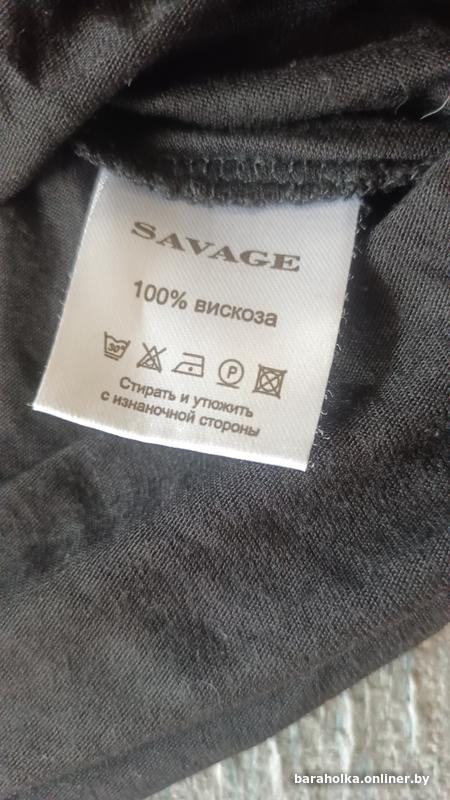 SAVAGE
100% вискоза
30° P
Стирать и утюжить
с изнаночной стороны
baraholka.onliner.by